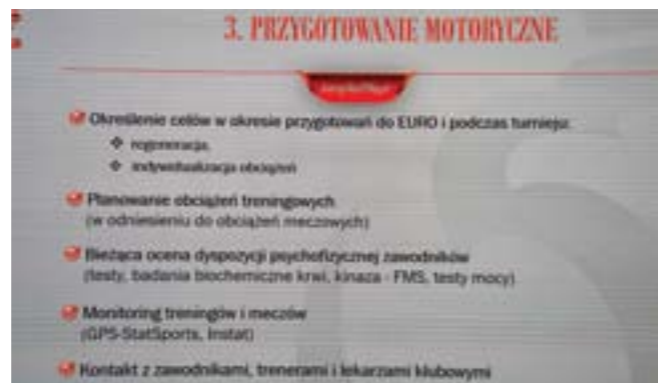 3. PRZYGOTOWANIE MOTORYCZNE
Określenie celów w okresie przygotowań do EURO i podczas turnieju:
regeneracja,
indywidualizacja obciążeń
Planowanie obciążeń treningowych
(w odniesieniu do obciążeń meczowych)
Bieżąca ocena dyspozycji psychofizycznej zawodników
(testy, badania biochemiczne krwi, kinaza - FMS, testy mocy)
Monitoring treningów i meczów
(GPS-StatSports, Instat)
Kontakt z zawodnikami, trenerami i lekarzami klubowymi